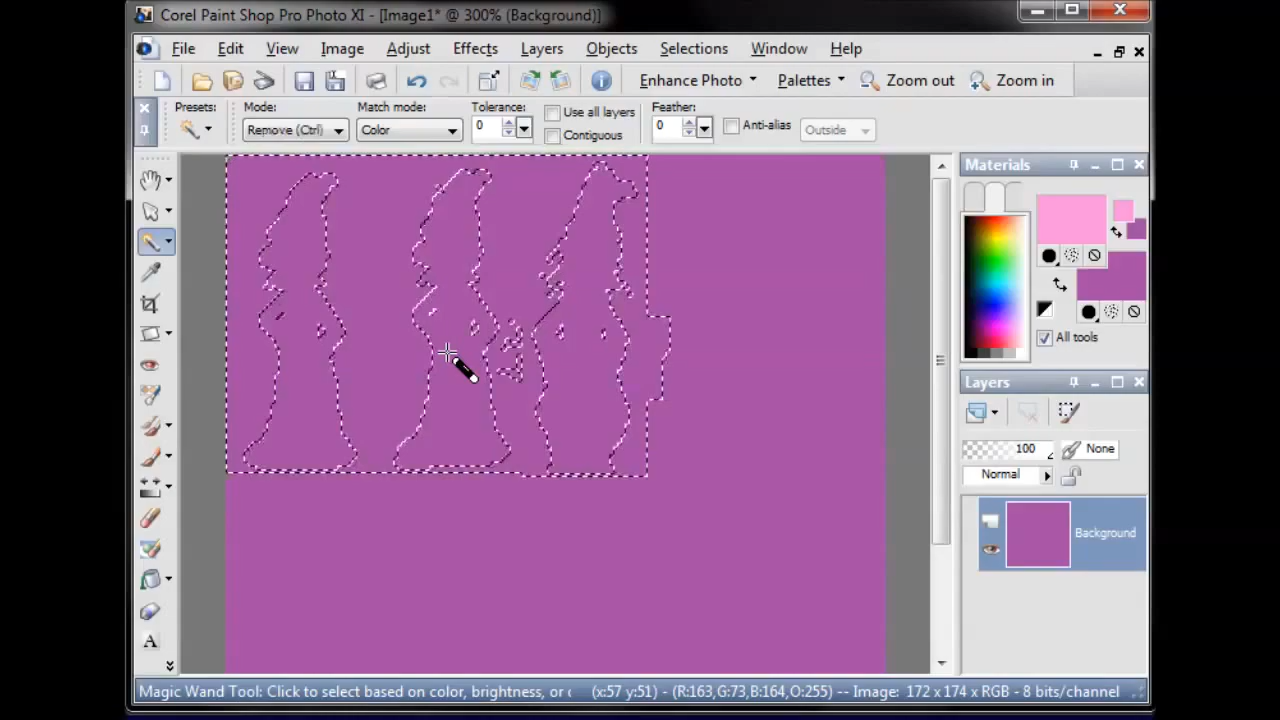 Corel Paint Shop Pro Photo XI - [Image1* @ 300% (Background)]
File Edit View Image Adjust Effects Layers Objects Selections Window Help
Enhance Photo Palettes Zoom out Zoom in
Presets: Mode: Match mode: Tolerance: Use all layers Feather:
Remove (Ctrl) Color 0 Contiguous 0 Anti-alias Outside
Materials
All tools
Layers
100 None
Normal
Background
A
Magic Wand Tool: Click to select based on color, brightness, or c (x:57 y:51) - (R:163,G:73,B:164,O:255) -- Image: 172 x 174 x RGB - 8 bits/channel